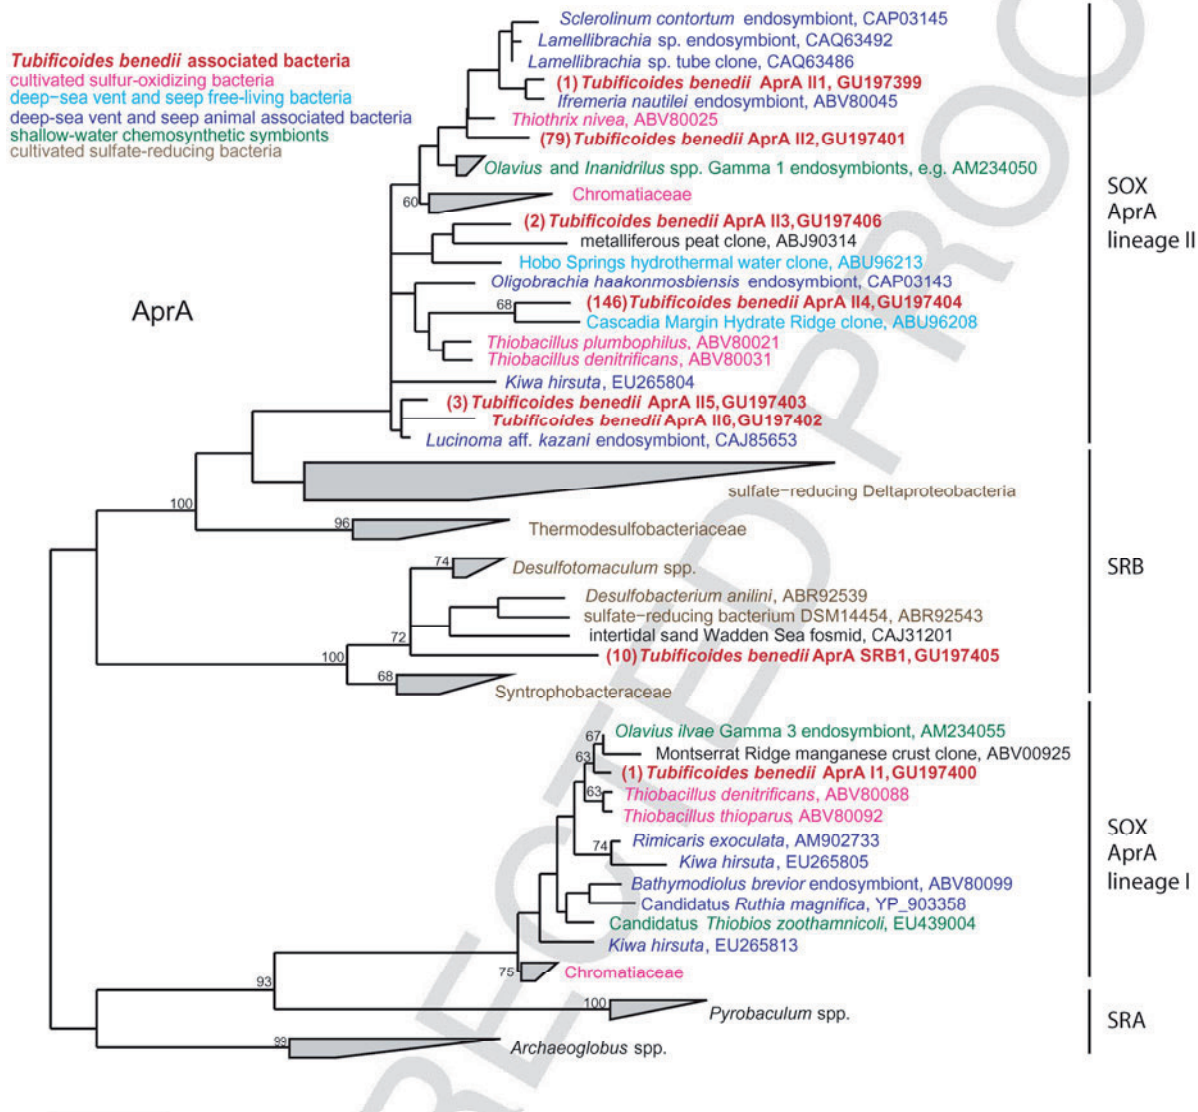 Sclerolinum contortum endosymbiont, CAP03145
Lamellibrachia sp. endosymbiont, CAQ63492
Lamellibrachia sp. tube clone, CAQ63486
Tubificoides benedii associated bacteria
cultivated sulfur-oxidizing bacteria
deep-sea vent and seep free-living bacteria
deep-sea vent and seep animal associated bacteria
shallow-water chemosynthetic symbionts
cultivated sulfate-reducing bacteria
(1) Tubificoides benedii AprA II1, GU197399
Ifremeria nautilei endosymbiont, ABV80045
Thiothrix nivea, ABV80025
(79) Tubificoides benedii AprA II2, GU197401
Olavius and Inanidrilus spp. Gamma 1 endosymbionts, e.g. AM234050
60
Chromatiaceae
SOX
AprA
lineage II
(2) Tubificoides benedii AprA II3, GU197406
metalliferous peat clone, ABJ90314
Hobo Springs hydrothermal water clone, ABU96213
Oligobrachia haakonmosbiensis endosymbiont, CAP03143
AprA
68
(146) Tubificoides benedii AprA II4, GU197404
Cascadia Margin Hydrate Ridge clone, ABU96208
Thiobacillus plumbophilus, ABV80021
Thiobacillus denitrificans, ABV80031
Kiwa hirsuta, EU265804
(3) Tubificoides benedii AprA II5, GU197403
Tubificoides benedii AprA II6, GU197402
Lucinoma aff. kazani endosymbiont, CAJ85653
sulfate-reducing Deltaproteobacteria
100
96
Thermodesulfobacteriaceae
74
Desulfotomaculum spp.
SRB
Desulfobacterium anilini, ABR92539
sulfate-reducing bacterium DSM14454, ABR92543
intertidal sand Wadden Sea fosmid, CAJ31201
72
100
(10) Tubificoides benedii AprA SRB1, GU197405
68
Syntrophobacteraceae
67
Olavius ilvae Gamma 3 endosymbiont, AM234055
63
Montserrat Ridge manganese crust clone, ABV00925
(1) Tubificoides benedii AprA I1, GU197400
63
Thiobacillus denitrificans, ABV80088
Thiobacillus thioparus, ABV80092
SOX
AprA
lineage I
74
Rimicaris exoculata, AM902733
Kiwa hirsuta, EU265805
Bathymodiolus brevior endosymbiont, ABV80099
Candidatus Ruthia magnifica, YP_903358
Candidatus Thiobios zoothamnicoli, EU439004
Kiwa hirsuta, EU265813
75
Chromatiaceae
93
100
Pyrobaculum spp.
SRA
99
Archaeoglobus spp.
RECTED PROO